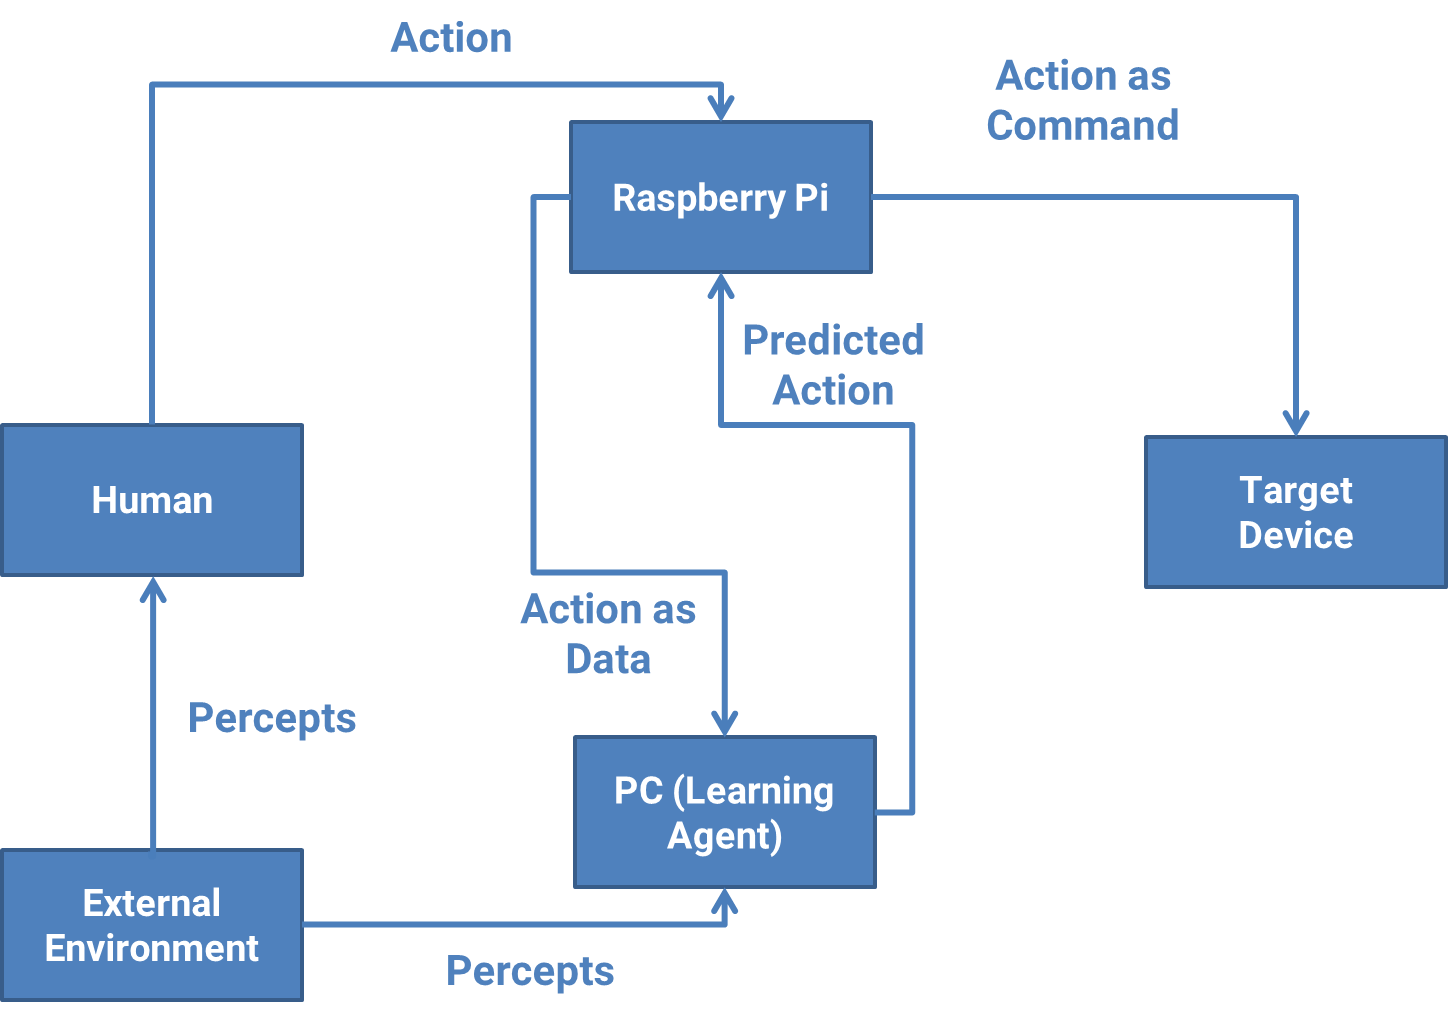 Action
Action as
Command
Raspberry Pi
Predicted
Action
Human
Target
Device
Action as
Data
Percepts
PC (Learning
Agent)
External
Environment
Percepts